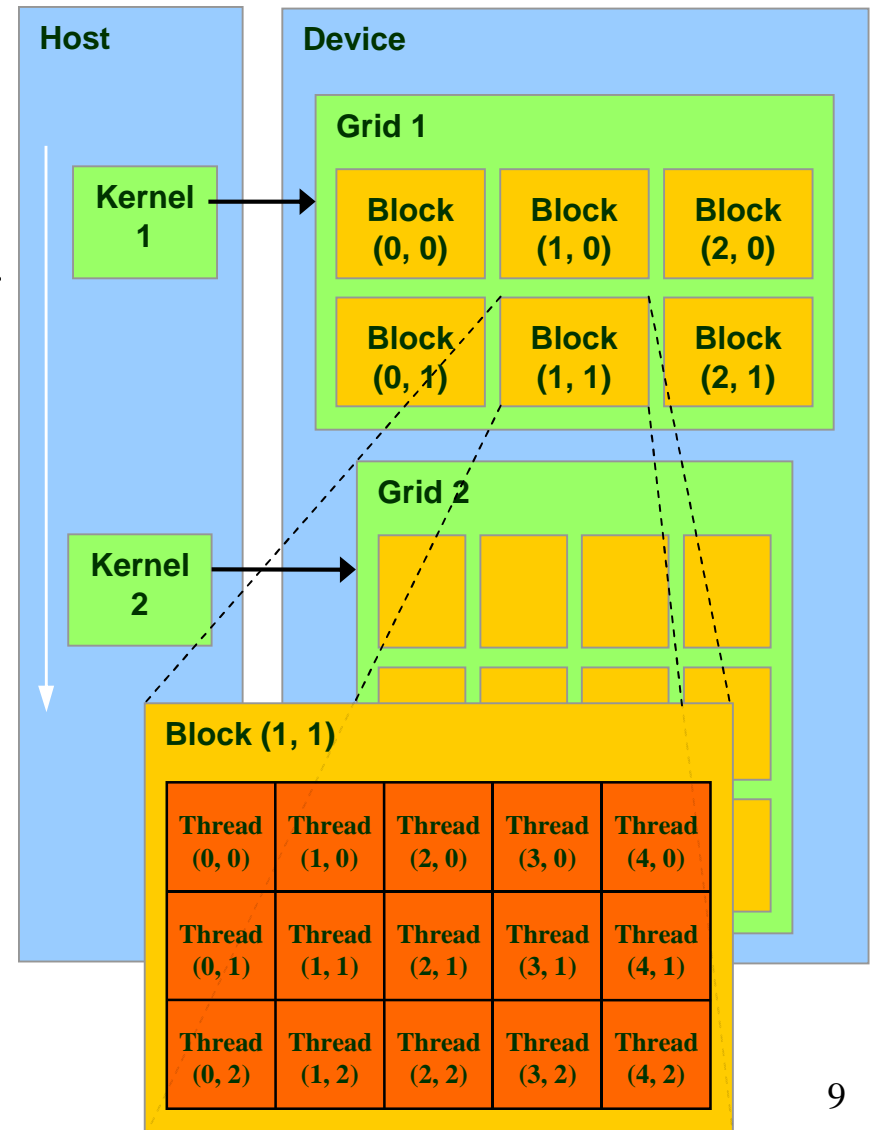 Host
Device
Grid 1
Kernel
1
Block
(0, 0)
Block
(1, 0)
Block
(2, 0)
Block
(0, 1)
Block
(1, 1)
Block
(2, 1)
Grid 2
Kernel
2
Block (1, 1)
Thread
(0, 0)
Thread
(1, 0)
Thread
(2, 0)
Thread
(3, 0)
Thread
(4, 0)
Thread
(0, 1)
Thread
(1, 1)
Thread
(2, 1)
Thread
(3, 1)
Thread
(4, 1)
Thread
(0, 2)
Thread
(1, 2)
Thread
(2, 2)
Thread
(3, 2)
Thread
(4, 2)
9